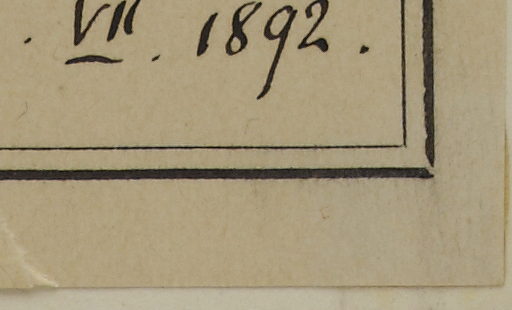 . VII . 1892 .